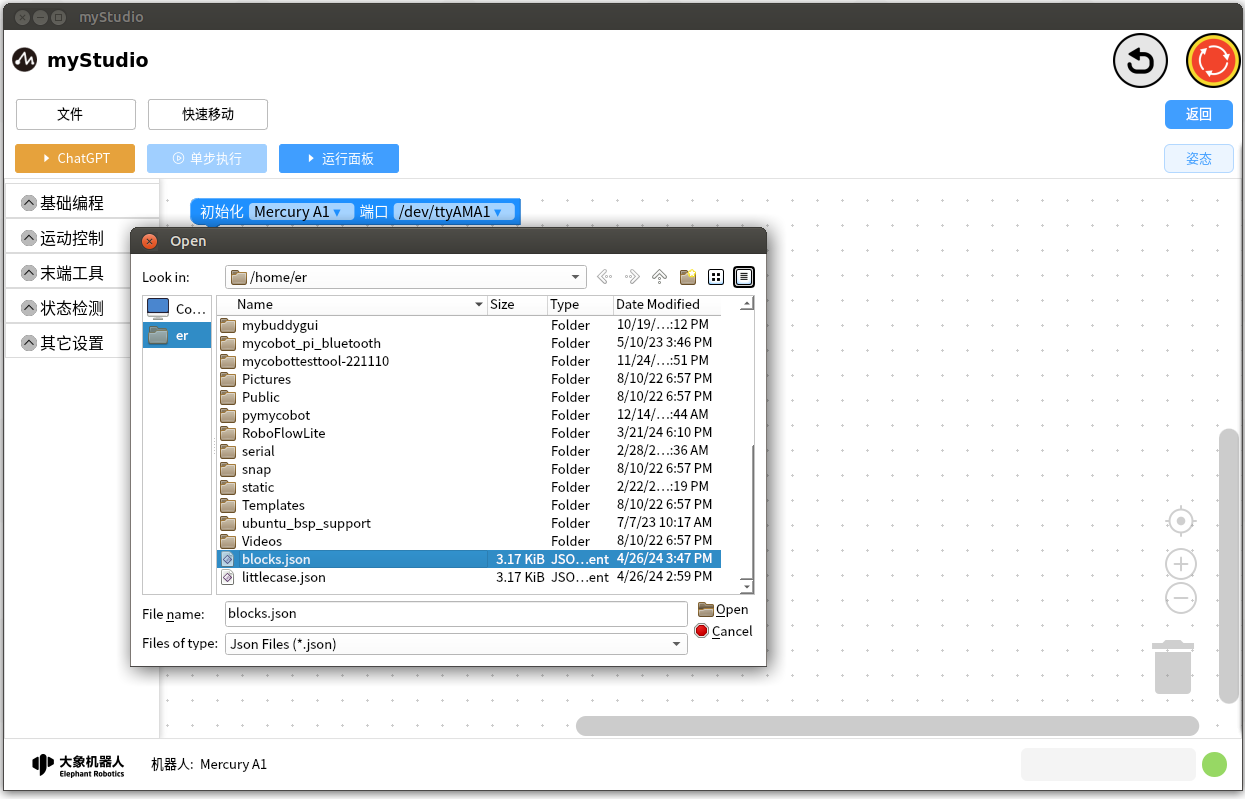 myStudio
myStudio
文件
快速移动
返回
ChatGPT
单步执行
运行面板
姿态
基础编程
运动控制
末端工具
状态检测
其它设置
初始化 Mercury A1 端口 /dev/ttyAMA1
Open
Look in:
/home/er
Co...
er
Name Size Type Date Modified
mybuddygui Folder 10/19/...:12 PM
mycobot_pi_bluetooth Folder 5/10/23 3:46 PM
mycobottesttool-221110 Folder 11/24/...:51 PM
Pictures Folder 8/10/22 6:57 PM
Public Folder 8/10/22 6:57 PM
pymycobot Folder 12/14/...:44 AM
RoboFlowLite Folder 3/21/24 6:10 PM
serial Folder 2/28/2...:36 AM
snap Folder 8/10/22 6:57 PM
static Folder 2/22/2...:19 PM
Templates Folder 8/10/22 6:57 PM
ubuntu_bsp_support Folder 7/7/23 10:17 AM
Videos Folder 8/10/22 6:57 PM
blocks.json 3.17 KiB JSO...ent 4/26/24 3:47 PM
littlecase.json 3.17 KiB JSO...ent 4/26/24 2:59 PM
File name: blocks.json
Open
Files of type: Json Files (*.json)
Cancel
大象机器人
Elephant Robotics
机器人: Mercury A1